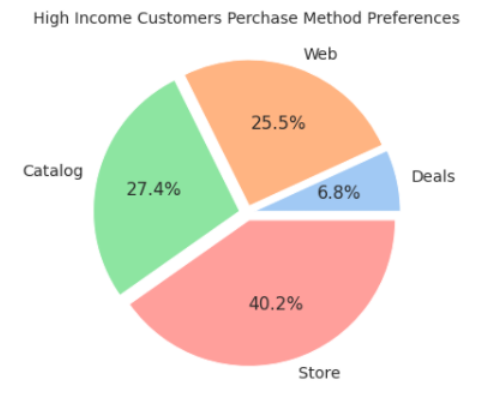 High Income Customers Perchase Method Preferences
Web
25.5%
Catalog
27.4%
Deals
6.8%
40.2%
Store